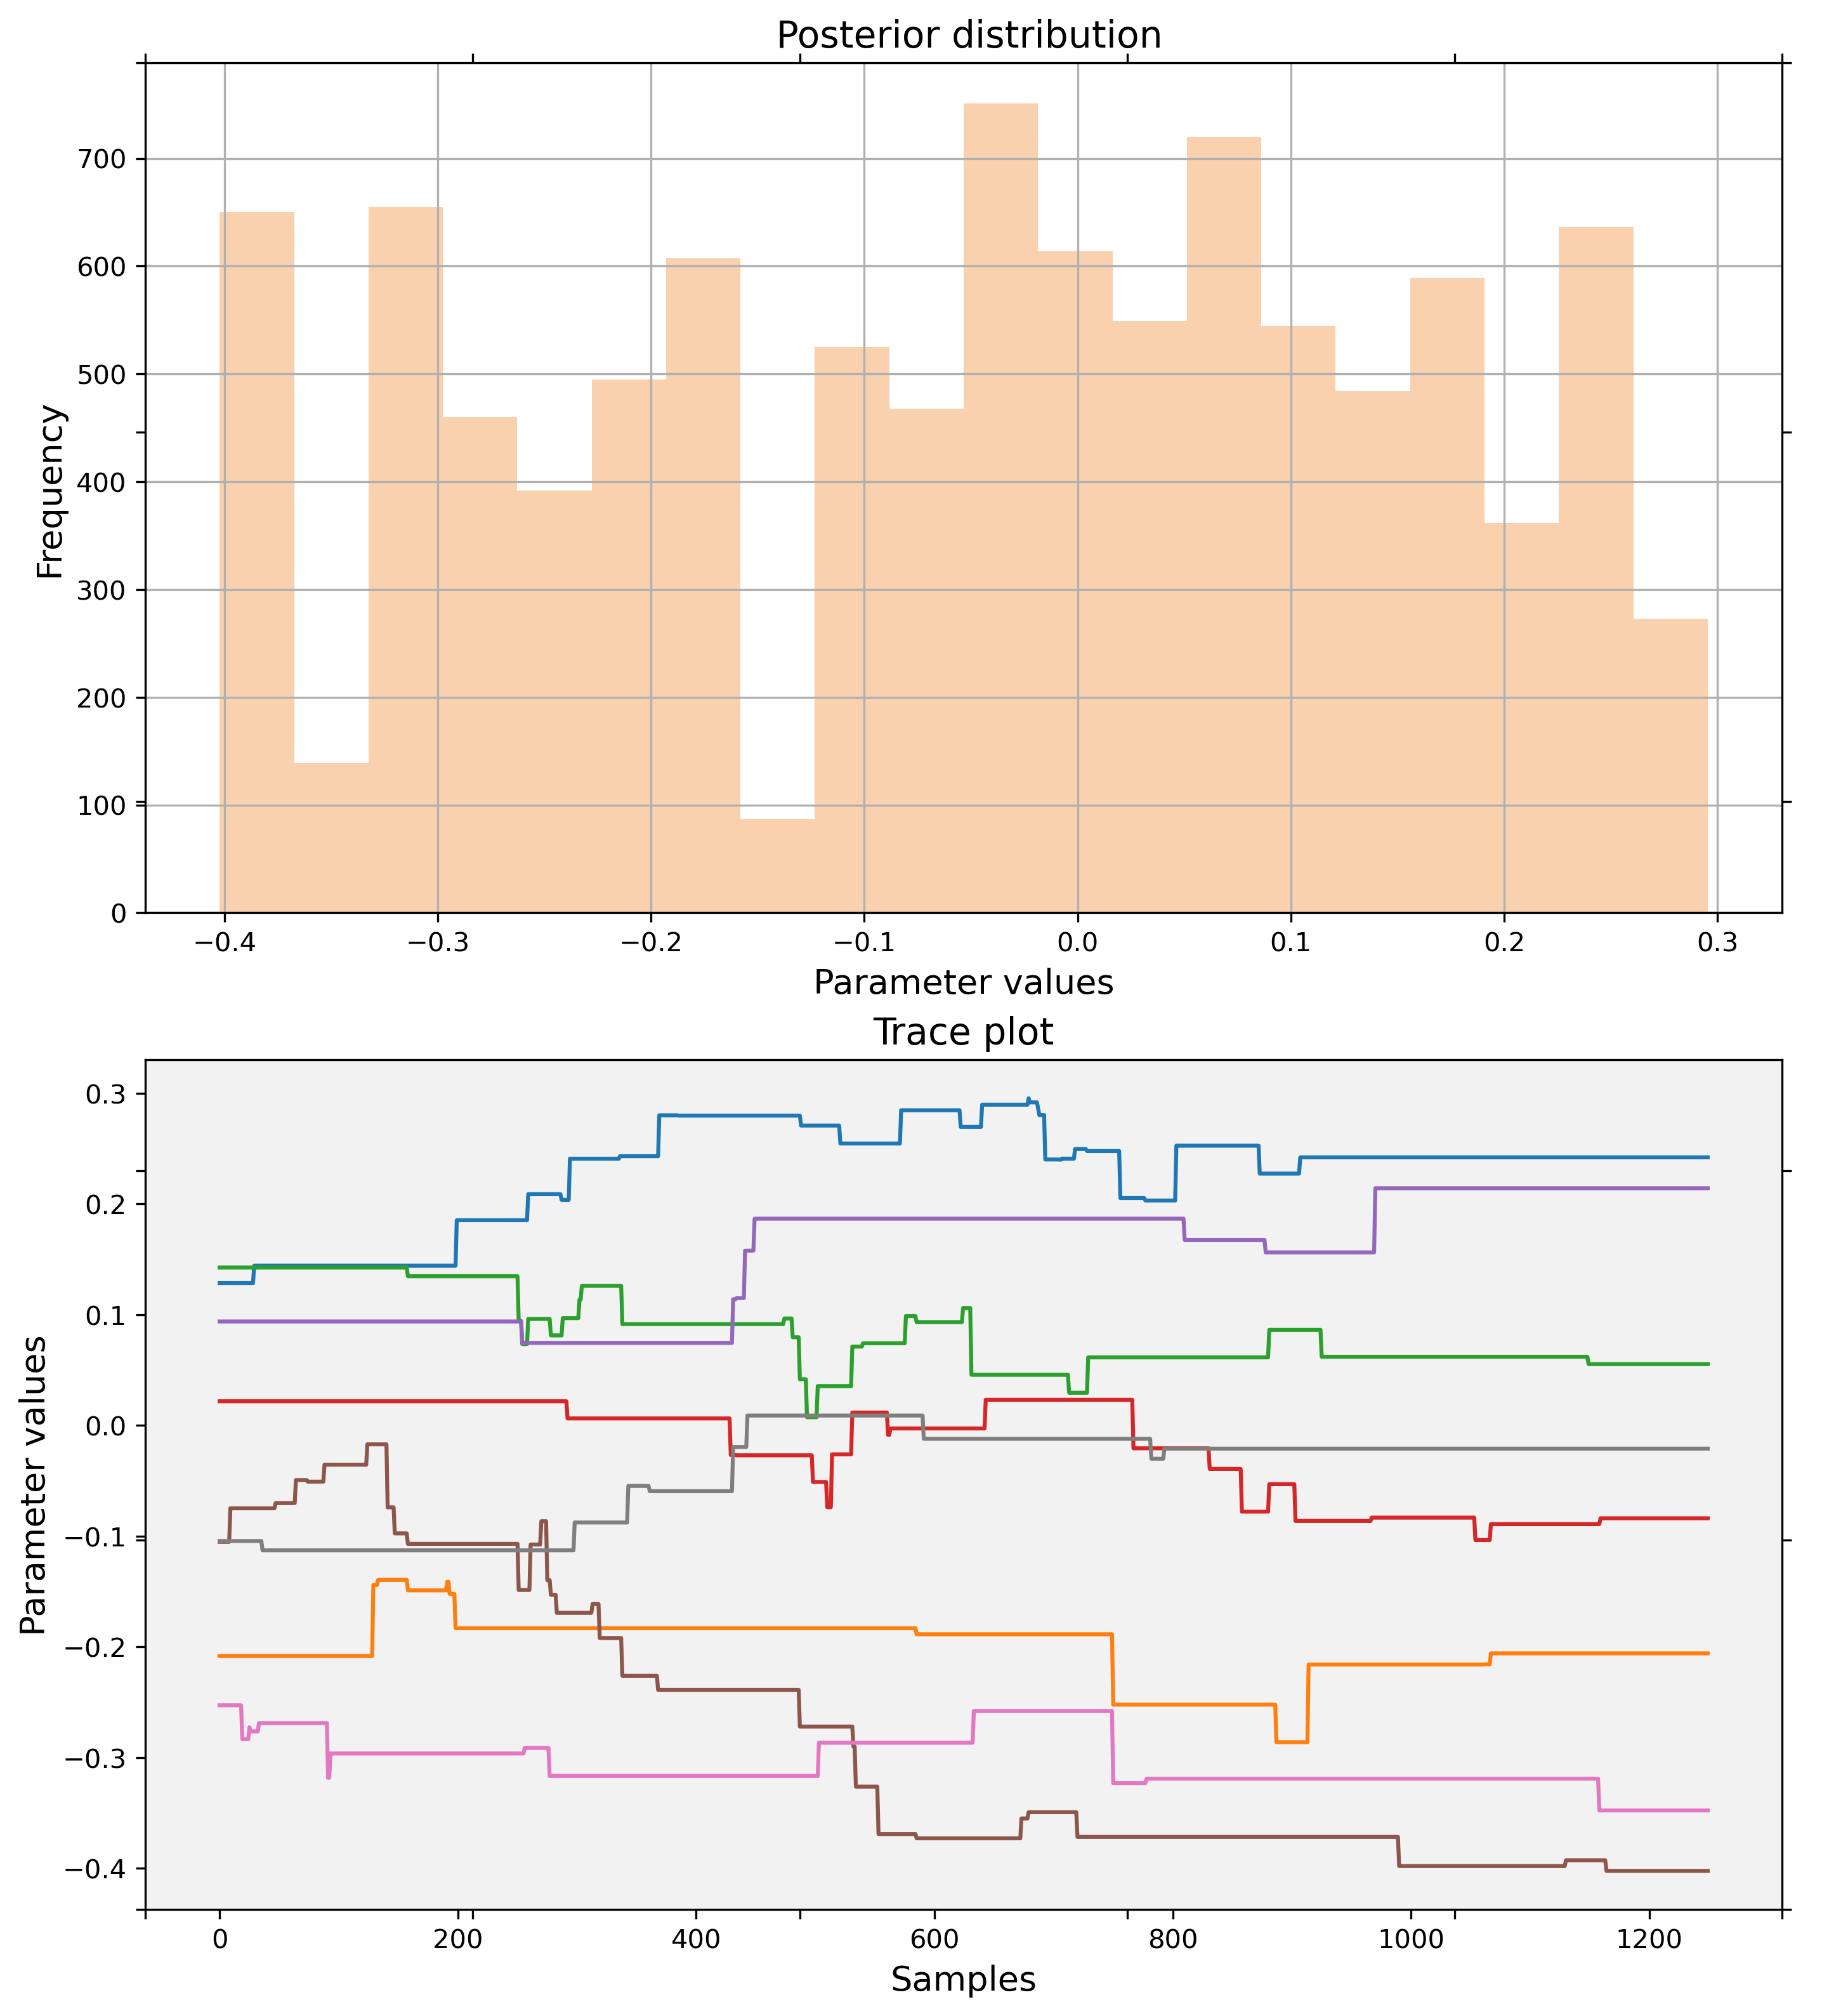 Posterior distribution
700
600
500
400
300
200
100
0
Frequency
−0.4 −0.3 −0.2 −0.1 0.0 0.1 0.2 0.3
Parameter values
Trace plot
0.3
0.2
0.1
0.0
−0.1
−0.2
−0.3
−0.4
Parameter values
0 200 400 600 800 1000 1200
Samples